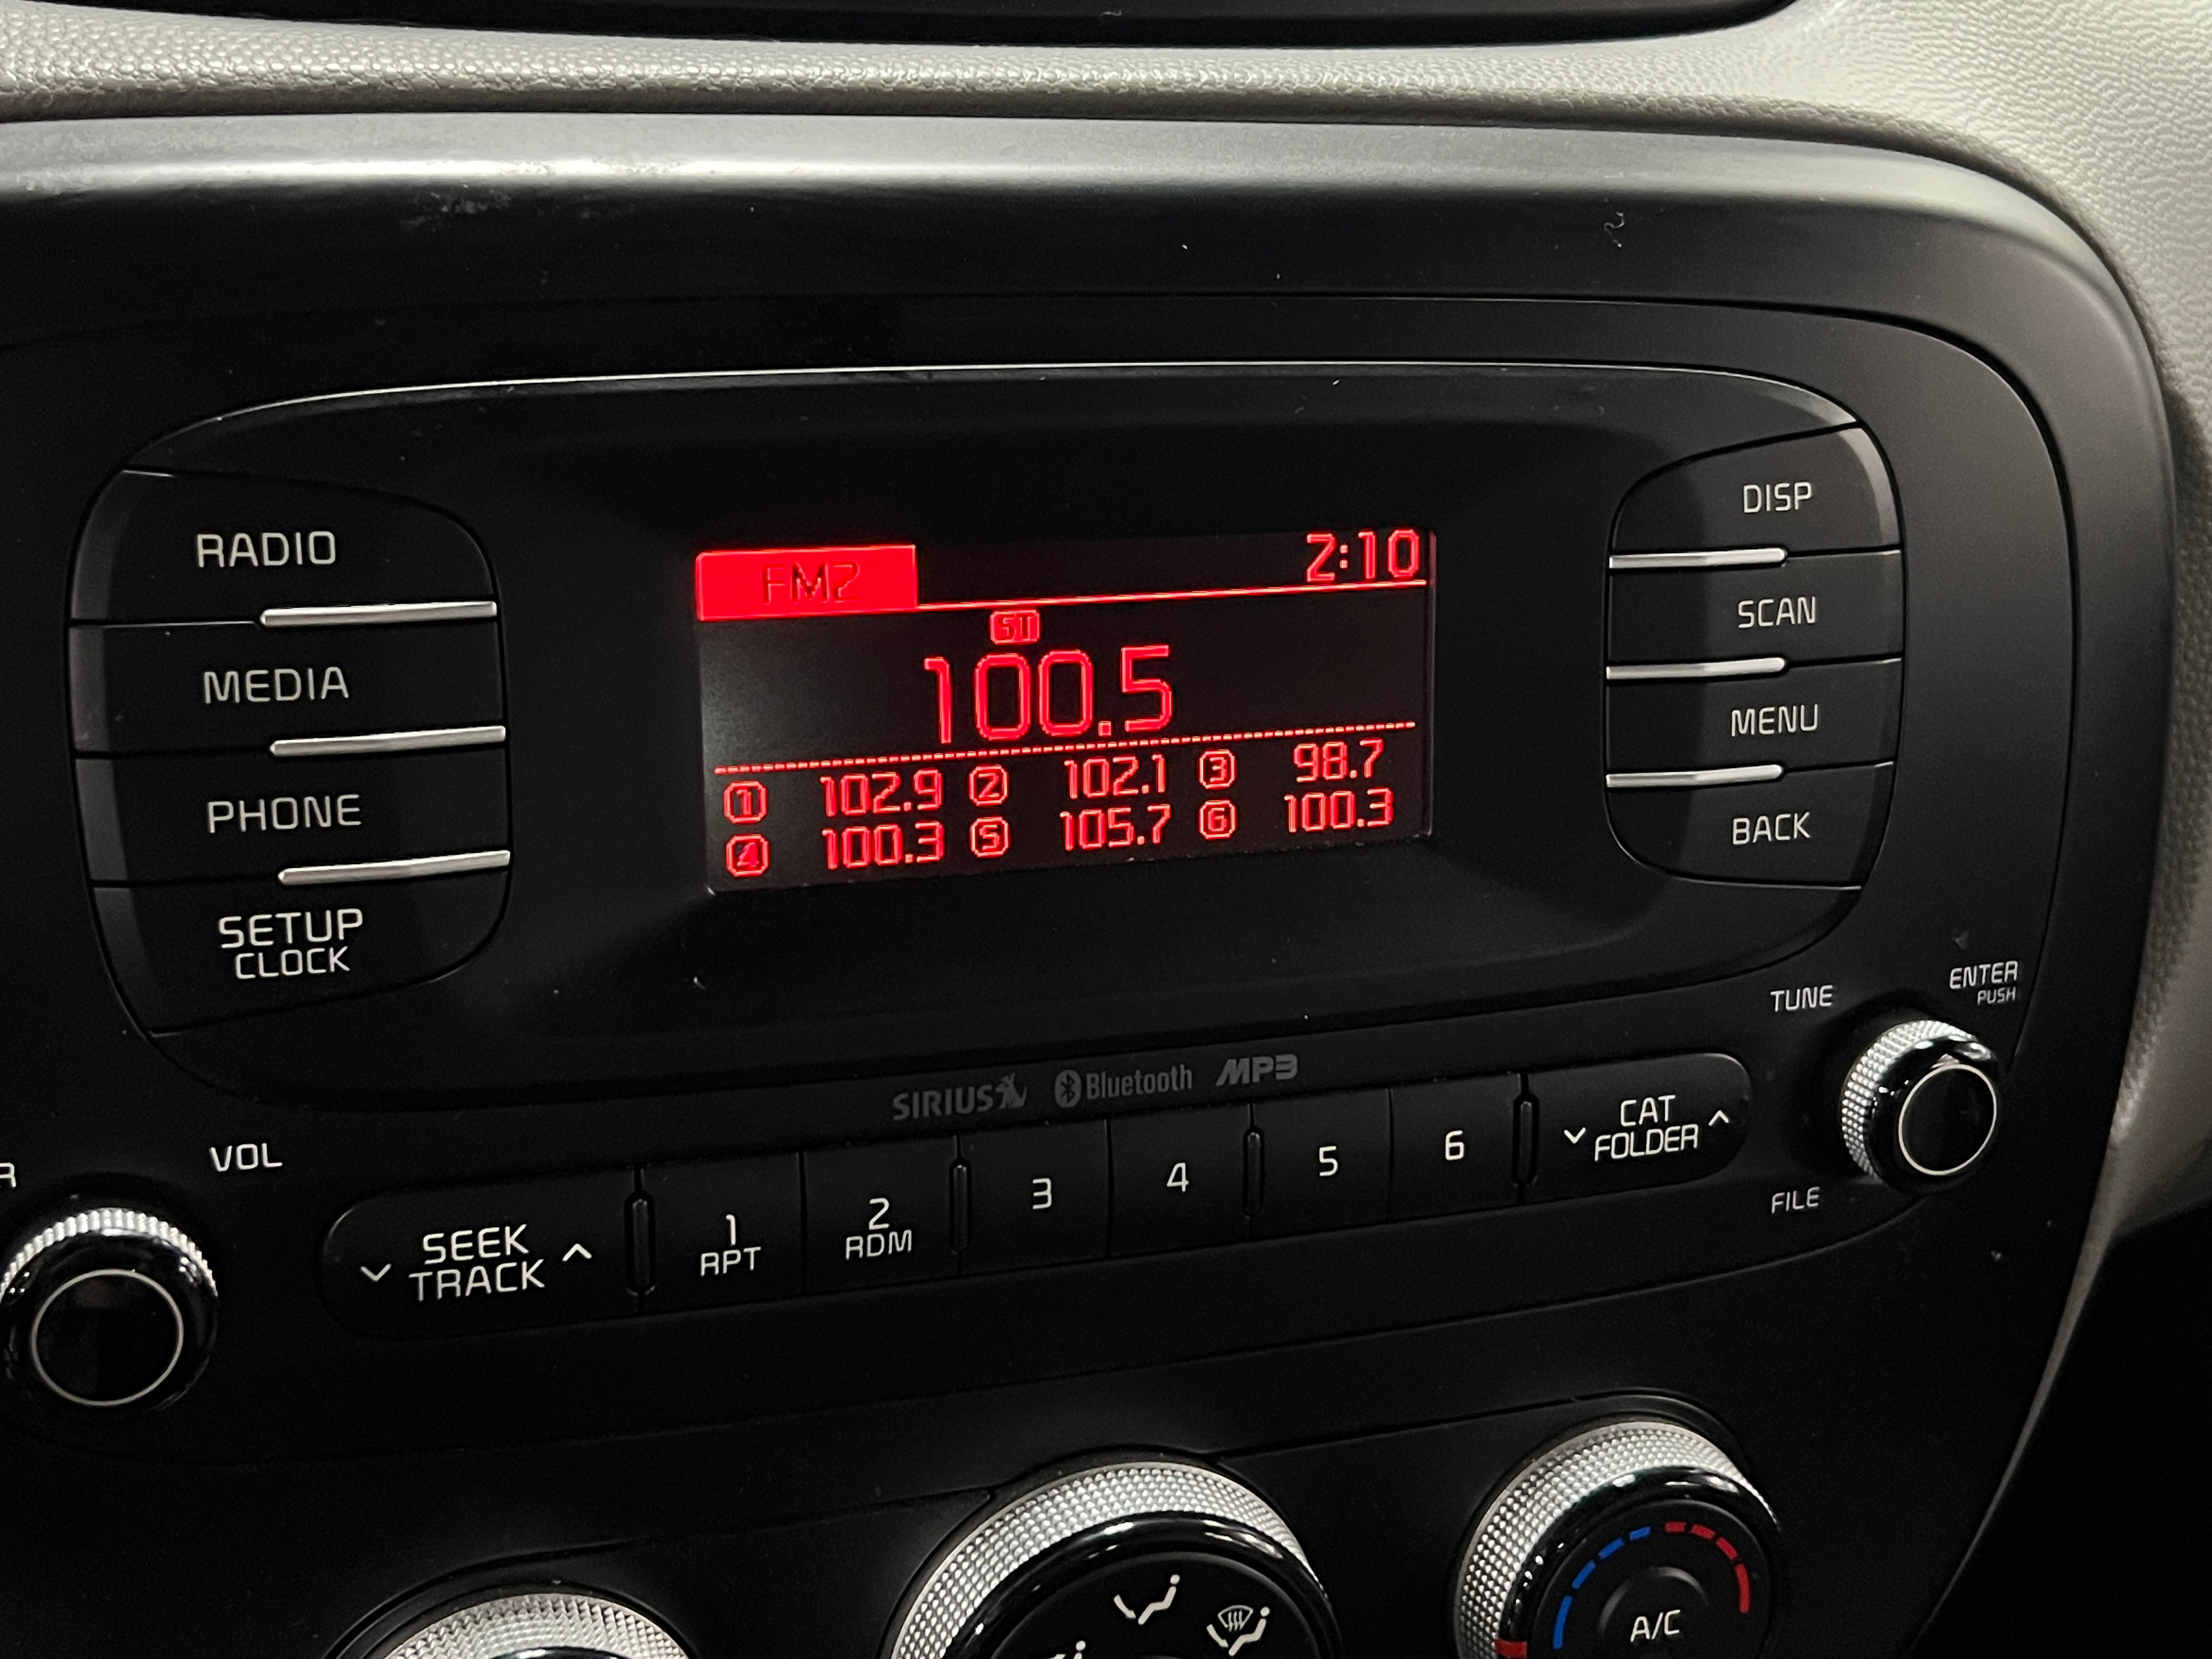 FM2 2:10
ST
100.5
1 102.9 2 102.1 3 98.7
4 100.3 5 105.7 6 100.3
RADIO
MEDIA
PHONE
SETUP
CLOCK
DISP
SCAN
MENU
BACK
TUNE
ENTER
PUSH
FILE
SIRIUS Bluetooth MP3
VOL
R
SEEK
TRACK
1
RPT
2
RDM
3
4
5
6
CAT
FOLDER
A/C